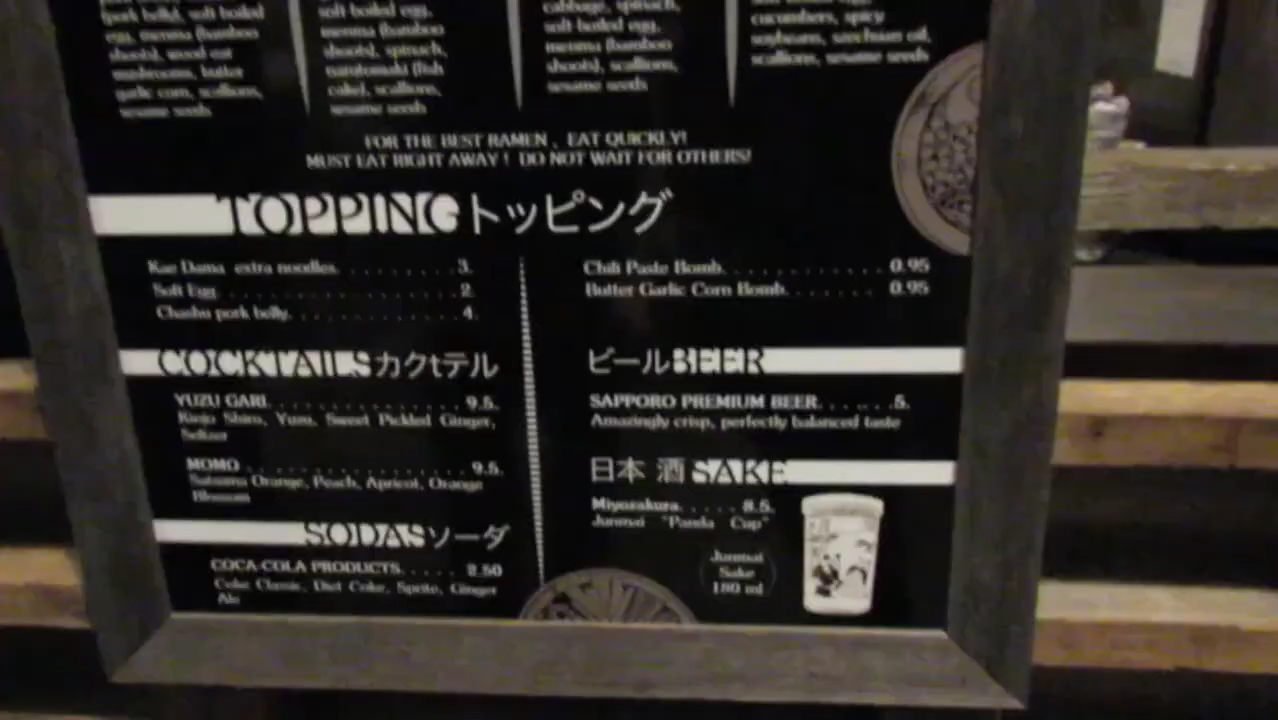 (pork belly), soft boiled
egg, menma (bamboo
shoots), wood ear
mushrooms, butter
garlic corn, scallions,
sesame seeds
soft boiled egg,
menma (bamboo
shoots), spinach,
narutomaki (fish
cake), scallions,
sesame seeds
cabbage, spinach,
soft boiled egg,
menma (bamboo
shoots), scallions,
sesame seeds
cucumbers, spicy
soybeans, szechuan oil,
scallions, sesame seeds
FOR THE BEST RAMEN , EAT QUICKLY!
MUST EAT RIGHT AWAY ! DO NOT WAIT FOR OTHERS!
TOPPING トッピング
Kae Dama extra noodles. . . . . . . . . . 3.
Soft Egg. . . . . . . . . . . . . . . . . . 2.
Chashu pork belly. . . . . . . . . . . . . 4.
Chili Paste Bomb. . . . . . . . . . . . 0.95
Butter Garlic Corn Bomb. . . . . . . 0.95
COCKTAILS カクtテル
YUZU GARI. . . . . . . . . . . . . . . 9.5.
Kinjo Shiro, Yuzu, Sweet Pickled Ginger,
Seltzer
MOMO . . . . . . . . . . . . . . . . . 9.5.
Satsuma Orange, Peach, Apricot, Orange
Blossom
SODAS ソーダ
COCA-COLA PRODUCTS. . . . . 2.50
Coke Classic, Diet Coke, Sprite, Ginger
Ale
ビール BEER
SAPPORO PREMIUM BEER. . . . . .5.
Amazingly crisp, perfectly balanced taste
日本 酒 SAKE
Miyozakura. . . . . 8.5.
Junmai "Panda Cup"
Junmai
Sake
180 ml